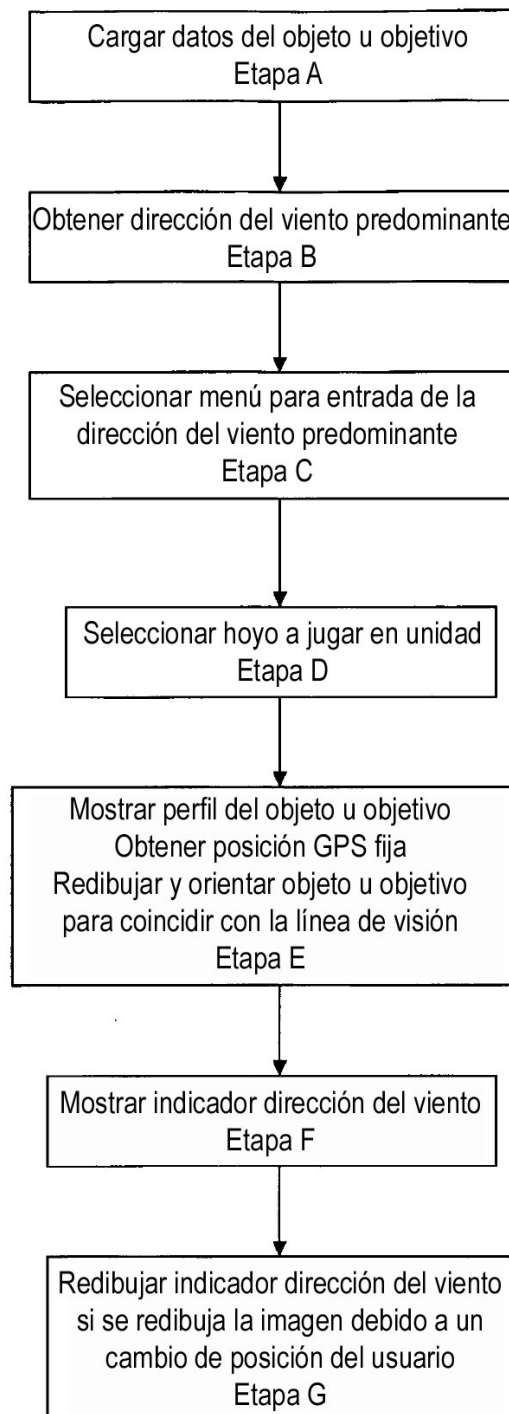 Cargar datos del objeto u objetivo
Etapa A
Obtener dirección del viento predominante
Etapa B
Seleccionar menú para entrada de la
dirección del viento predominante
Etapa C
Seleccionar hoyo a jugar en unidad
Etapa D
Mostrar perfil del objeto u objetivo
Obtener posición GPS fija
Redibujar y orientar objeto u objetivo
para coincidir con la línea de visión
Etapa E
Mostrar indicador dirección del viento
Etapa F
Redibujar indicador dirección del viento
si se redibuja la imagen debido a un
cambio de posición del usuario
Etapa G